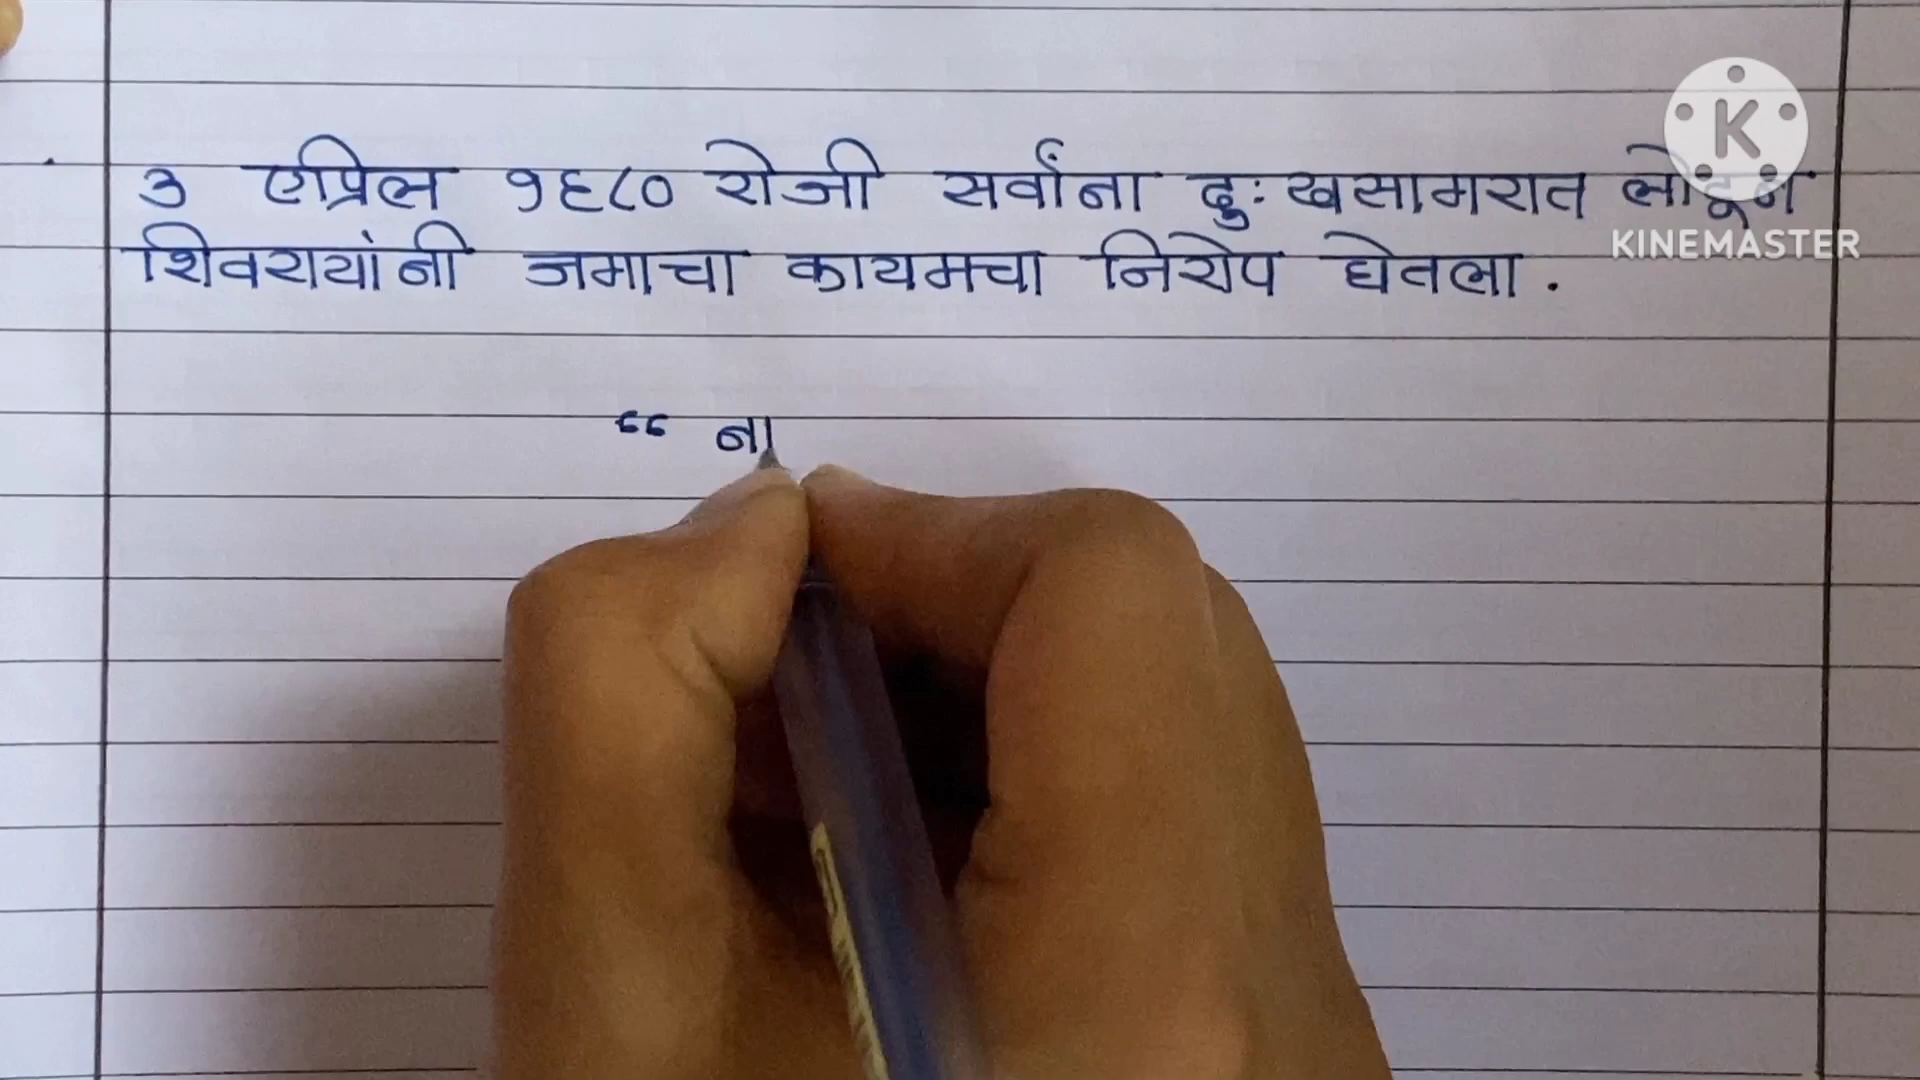 ३ एप्रिल १६८० रोजी सर्वांना दुःखसागरात लोटून
शिवरायांनी जगाचा कायमचा निरोप घेतला.
“ ना
K
KINEMASTER